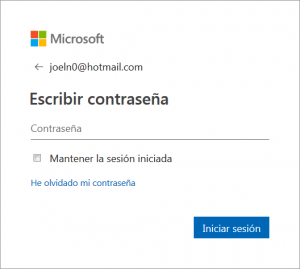 Microsoft
← joeln0@hotmail.com
Escribir contraseña
Contraseña
Mantener la sesión iniciada
He olvidado mi contraseña
Iniciar sesión